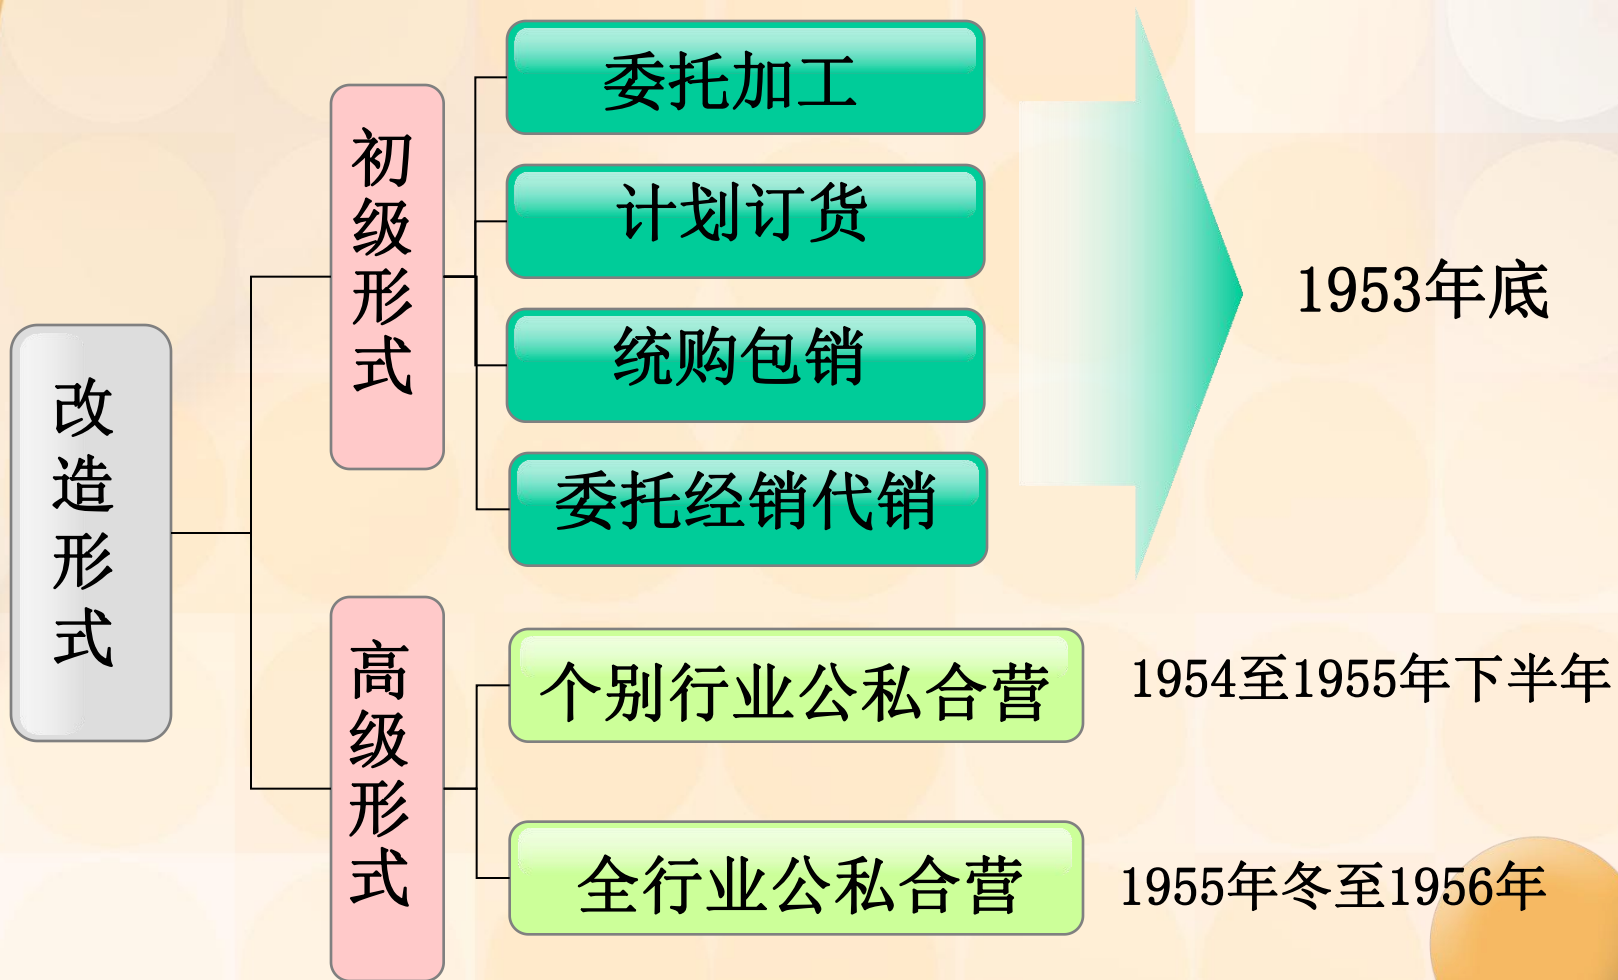 改造形式
初级形式
委托加工
计划订货
统购包销
委托经销代销
1953年底
高级形式
个别行业公私合营
1954至1955年下半年
全行业公私合营
1955年冬至1956年